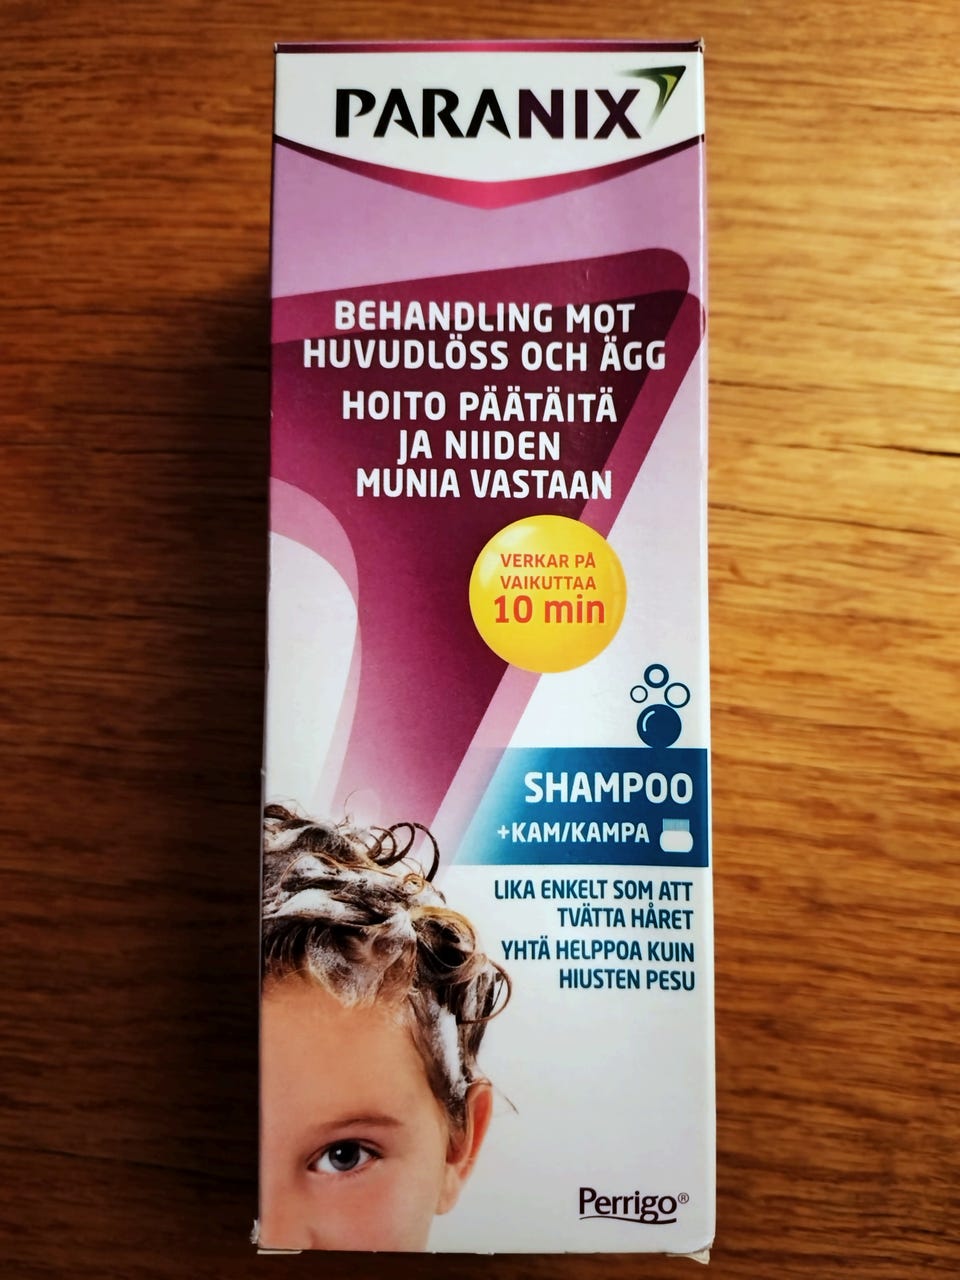 PARANIX
BEHANDLING MOT
HUVUDLÖSS OCH ÄGG
HOITO PÄÄTÄITÄ
JA NIIDEN
MUNIA VASTAAN
VERKAR PÅ
VAIKUTTAA
10 min
SHAMPOO
+KAM/KAMPA
LIKA ENKELT SOM ATT
TVÄTTA HÅRET
YHTÄ HELPPOA KUIN
HIUSTEN PESU
Perrigo®